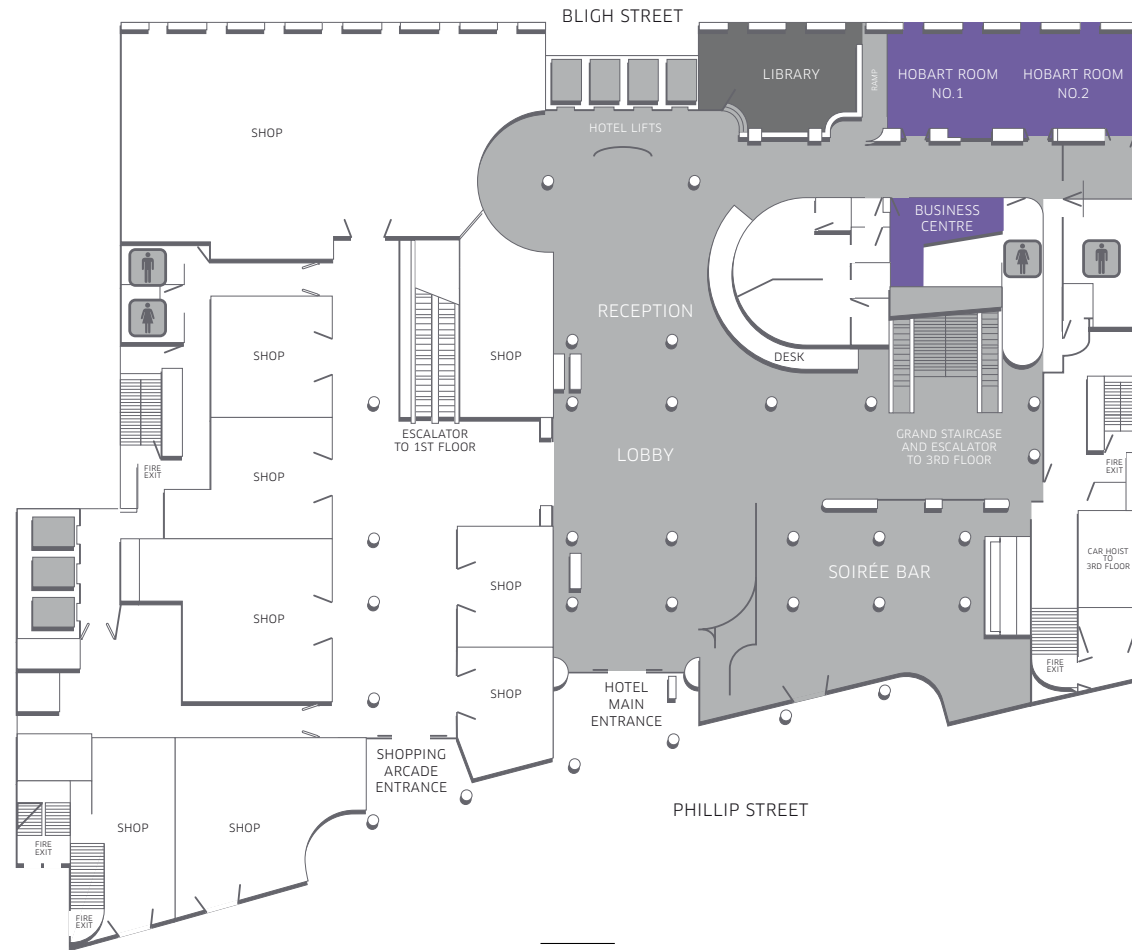 BLIGH STREET
LIBRARY
RAMP
HOBART ROOM
NO.1
HOBART ROOM
NO.2
SHOP
HOTEL LIFTS
BUSINESS
CENTRE
RECEPTION
SHOP
SHOP
DESK
ESCALATOR
TO 1ST FLOOR
LOBBY
GRAND STAIRCASE
AND ESCALATOR
TO 3RD FLOOR
FIRE
EXIT
SHOP
FIRE
EXIT
CAR HOIST
TO
3RD FLOOR
SOIRÉE BAR
SHOP
SHOP
FIRE
EXIT
SHOP
HOTEL
MAIN
ENTRANCE
SHOPPING
ARCADE
ENTRANCE
PHILLIP STREET
SHOP
SHOP
FIRE
EXIT
FIRE
EXIT